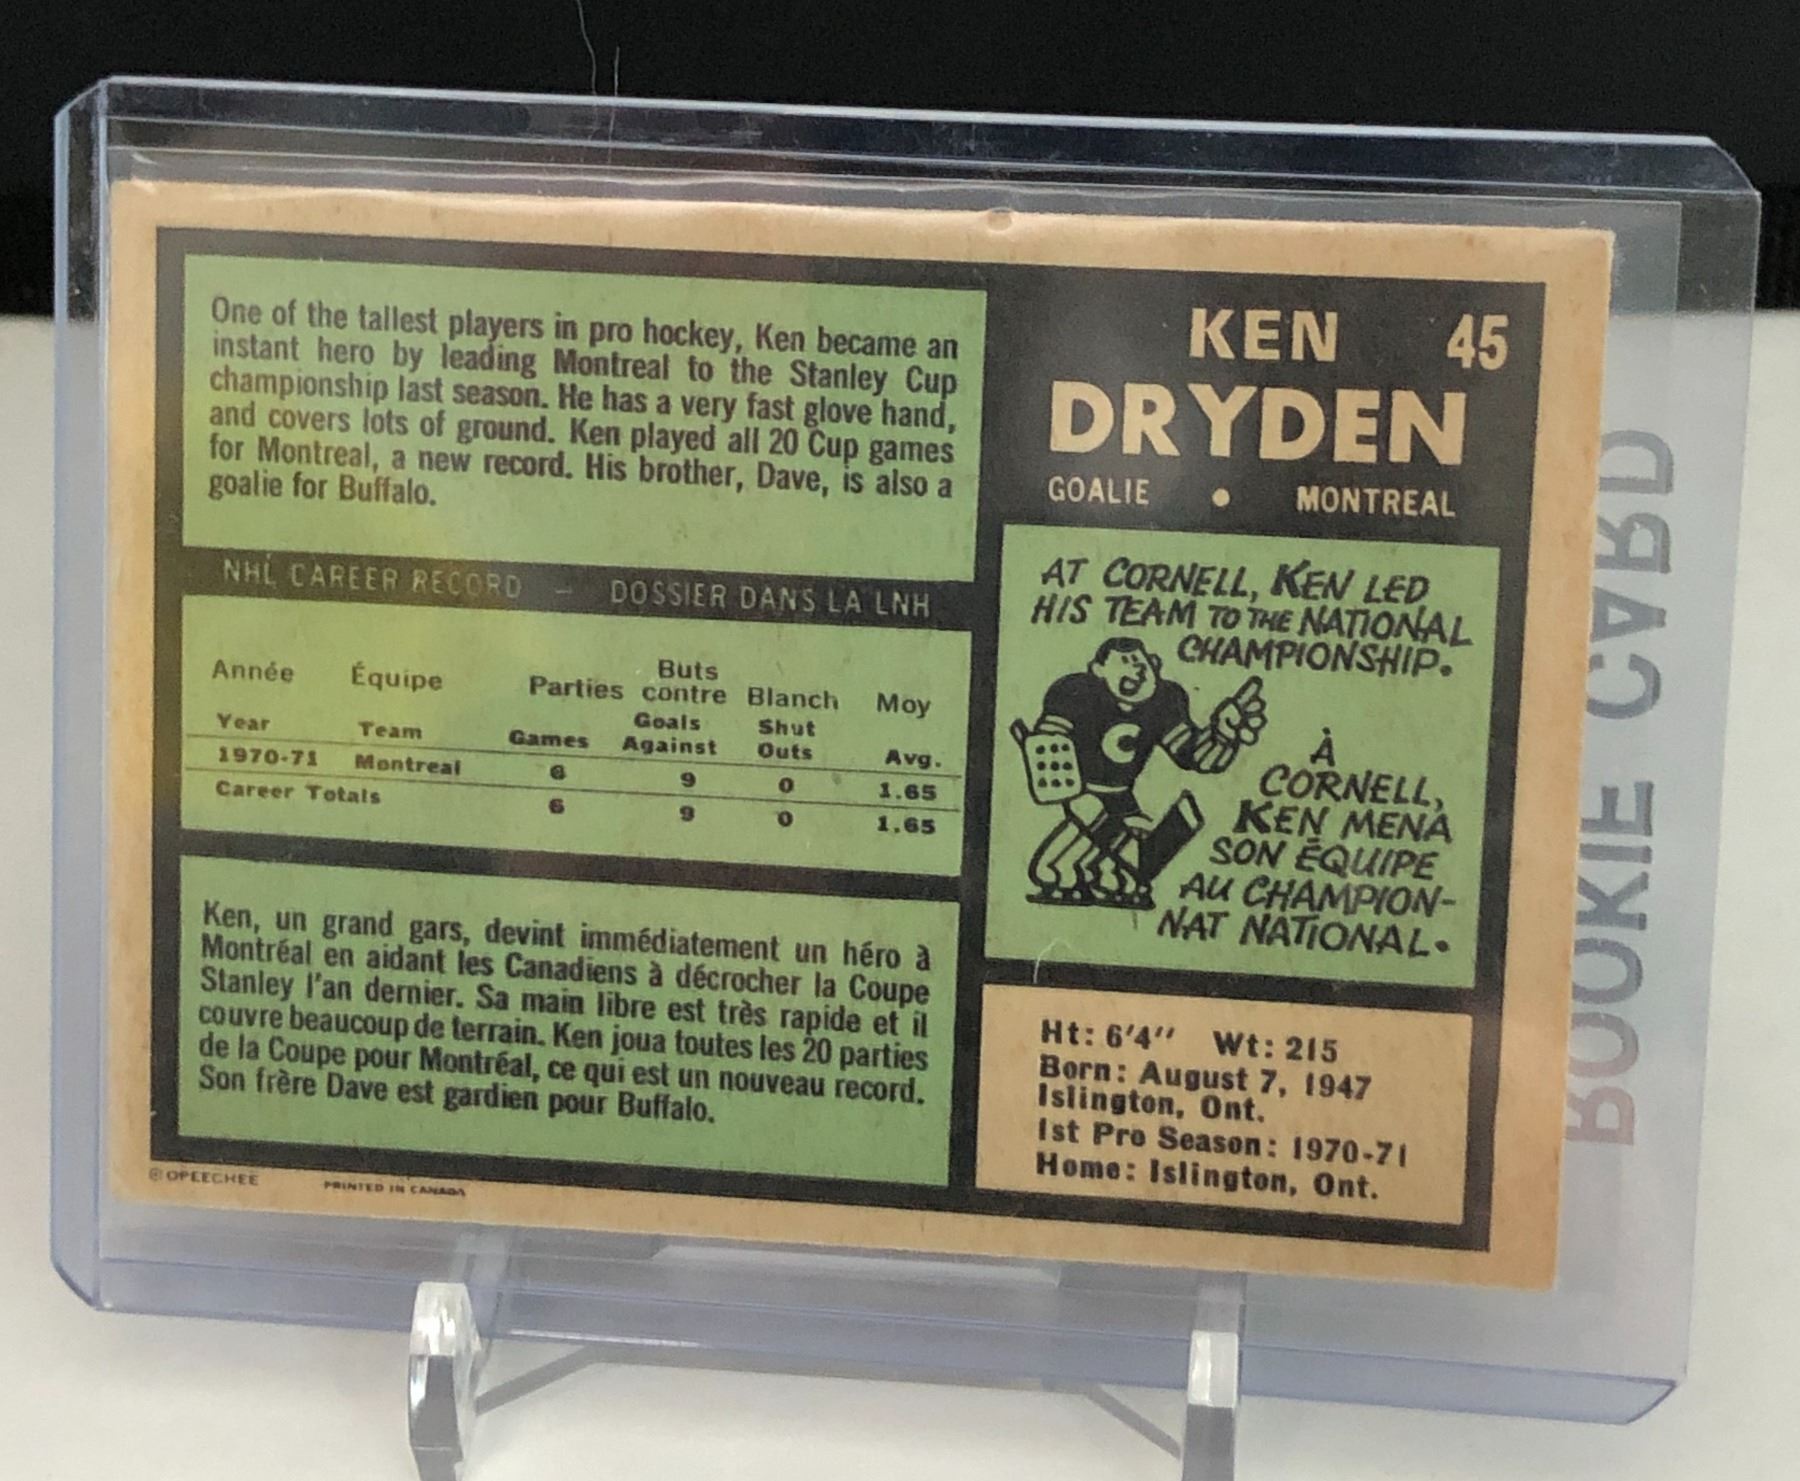 One of the tallest players in pro hockey, Ken became an
instant hero by leading Montreal to the Stanley Cup
championship last season. He has a very fast glove hand,
and covers lots of ground. Ken played all 20 Cup games
for Montreal, a new record. His brother, Dave, is also a
goalie for Buffalo.
NHL CAREER RECORD — DOSSIER DANS LA LNH
Année Équipe Parties Buts contre Blanch Moy
Year Team Games Goals Against Shut Outs Avg.
1970-71 Montreal 6 9 0 1.65
Career Totals 6 9 0 1.65
Ken, un grand gars, devint immédiatement un héro à
Montréal en aidant les Canadiens à décrocher la Coupe
Stanley l'an dernier. Sa main libre est très rapide et il
couvre beaucoup de terrain. Ken joua toutes les 20 parties
de la Coupe pour Montréal, ce qui est un nouveau record.
Son frère Dave est gardien pour Buffalo.
© OPEECHEE PRINTED IN CANADA
KEN 45
DRYDEN
GOALIE • MONTREAL
AT CORNELL, KEN LED
HIS TEAM TO THE NATIONAL
CHAMPIONSHIP.
C
À
CORNELL,
KEN MENA
SON ÉQUIPE
AU CHAMPION-
NAT NATIONAL.
Ht: 6'4'' Wt: 215
Born: August 7, 1947
Islington, Ont.
1st Pro Season: 1970-71
Home: Islington, Ont.
ROOKIE CARD